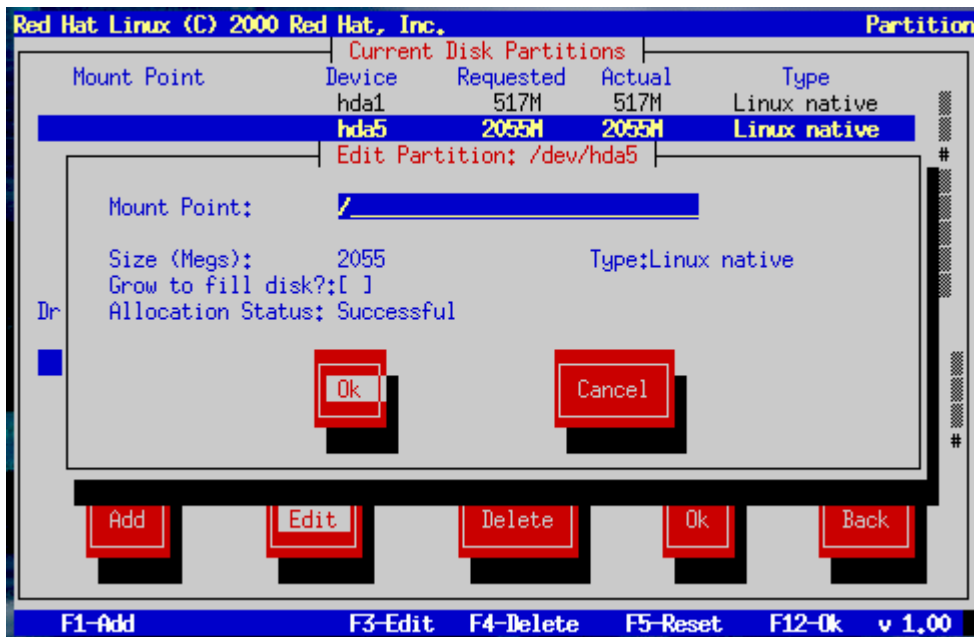 Red Hat Linux (C) 2000 Red Hat, Inc. Partition
Current Disk Partitions
Mount Point Device Requested Actual Type
hda1 517M 517M Linux native
hda5 2055M 2055M Linux native
Edit Partition: /dev/hda5
#
Mount Point: /
Size (Megs): 2055 Type:Linux native
Grow to fill disk?:[ ]
Dr Allocation Status: Successful
Ok Cancel
#
Add Edit Delete Ok Back
F1-Add F3-Edit F4-Delete F5-Reset F12-Ok v 1.00